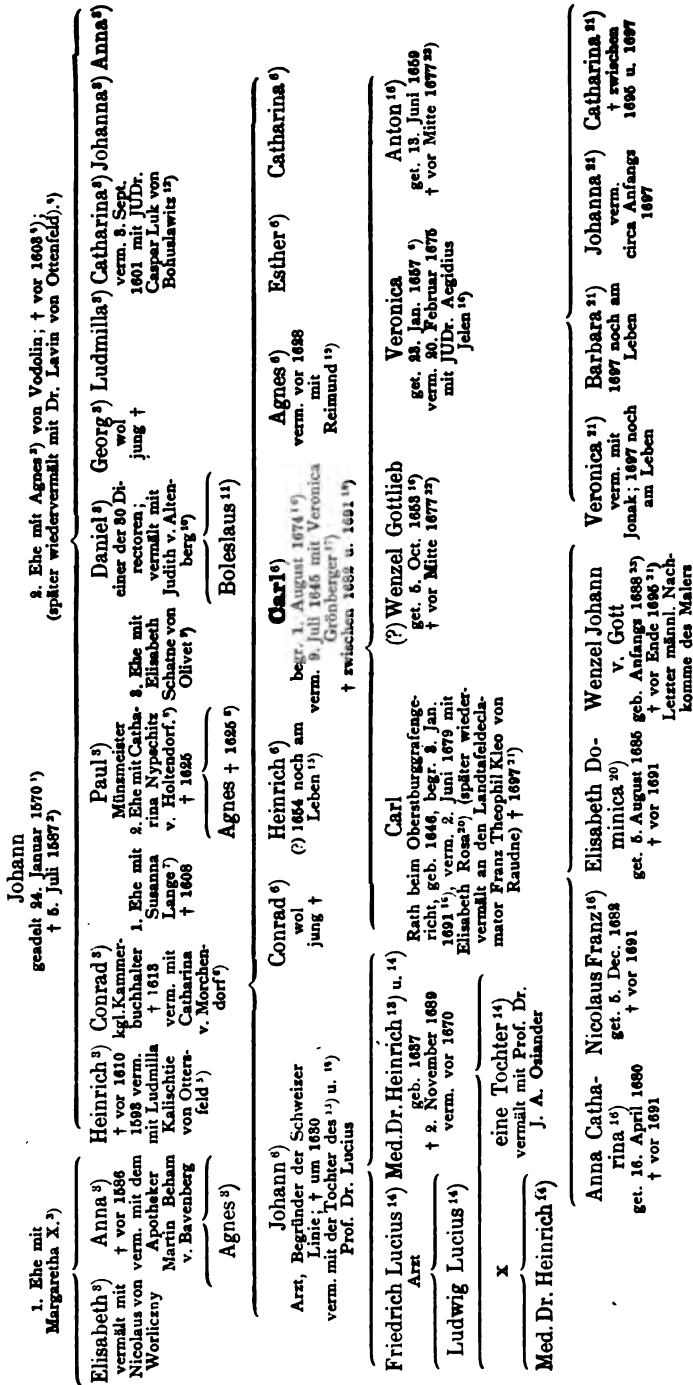 Johann
geadelt 24. Januar 1570¹)
† 5. Juli 1587²)
1. Ehe mit
Margaretha X.³)
2. Ehe mit Agnes³) von Vodolin; † vor 1603⁴);
(später wiedervermält mit Dr. Lavin von Ottenfeld).⁴)
Elisabeth³)
vermält mit
Nicolaus von
Worliczny
Anna³)
† vor 1586
verm. mit dem
Apotheker
Martin Beham
v. Bavenberg
Agnes³)
Heinrich³)
† vor 1610
1593 verm.
mit Ludmilla
Kalischtie
von Otters-
feld⁵)
Conrad³)
kgl. Kammer-
buchhalter
† 1613
verm. mit
Catharina
v. Morchen-
dorf⁶)
Paul³)
Münzmeister
1. Ehe mit
Susanna
Lange⁷)
† 1608
2. Ehe mit Catha-
rina Nypschitz
v. Holtendorf.⁸)
† 1625
3. Ehe mit
Elisabeth
Schatne von
Olivet⁹)
Agnes † 1625⁸)
Daniel³)
einer der 30 Di-
rectoren;
vermält mit
Judith v. Alten-
berg¹⁰)
Boleslaus¹¹)
Georg³)
wol
jung †
Ludmilla³)
Catharina³)
verm. 3. Sept.
1601 mit JUDr.
Caspar Luk von
Bohuslawitz¹²)
Johanna³)
Anna³)
Johann⁶)
Arzt, Begründer der Schweizer
Linie; † um 1630
verm. mit der Tochter des¹³) u. ¹⁴)
Prof. Dr. Lucius
Conrad⁶)
wol
jung †
Heinrich⁶)
(?) 1654 noch am
Leben¹⁵)
Carl⁶)
begr. 1. August 1674¹⁶)
verm. 9. Juli 1645 mit Veronica
Grönberger¹⁷)
† zwischen 1682 u. 1691¹⁸)
Agnes⁶)
verm. vor 1628
mit
Reimund¹⁹)
Esther⁶)
Catharina⁶)
Friedrich Lucius¹⁴)
Arzt
Ludwig Lucius¹⁴)
Med. Dr. Heinrich¹³) u. ¹⁴)
geb. 1637
† 2. November 1689
verm. vor 1670
X
Med. Dr. Heinrich¹⁴)
eine Tochter¹⁴)
vermält mit Prof. Dr.
J. A. Osiander
Carl
Rath beim Oberstburggrafenge-
richt, geb. 1646, begr. 3. Jan.
1691¹⁶), verm. 2. Juni 1679 mit
Elisabeth Rosa²⁰) (später wieder-
vermält an den Landtafeldecla-
mator Franz Theophil Kleo von
Raudne) † 1697²¹)
(?) Wenzel Gottlieb
get. 5. Oct. 1653¹⁶)
† vor Mitte 1677²²)
Veronica
get. 23. Jan. 1657⁶)
verm. 20. Februar 1675
mit JUDr. Aegidius
Jelen¹⁶)
Anton¹⁶)
get. 13. Juni 1659
† vor Mitte 1677²²)
Anna Catha-
rina¹⁶)
get. 16. April 1680
† vor 1691
Nicolaus Franz¹⁶)
get. 5. Dec. 1682
† vor 1691
Elisabeth Do-
minica²⁰)
get. 5. August 1685
† vor 1691
Wenzel Johann
v. Gott
geb. Anfangs 1688²³)
† vor Ende 1695²¹)
Letzter männl. Nach-
komme des Malers
Veronica²¹)
verm. mit
Jonak; 1697 noch
am Leben
Barbara²¹)
1697 noch am
Leben
Johanna²¹)
verm.
circa Anfangs
1697
Catharina²¹)
† zwischen
1695 u. 1697